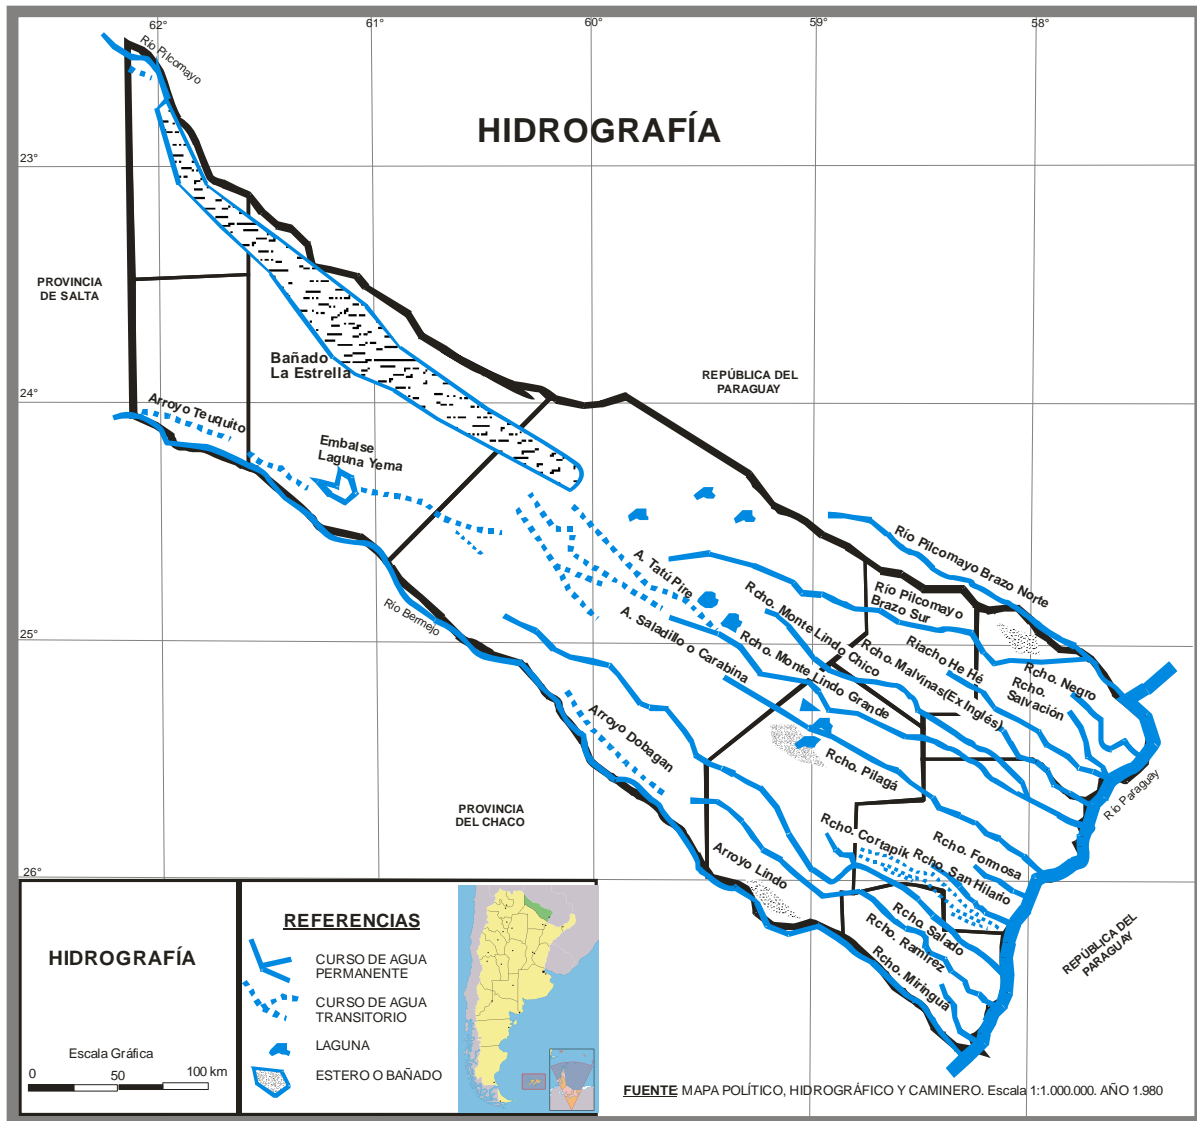 62°
61°
60°
59°
58°
Río Pilcomayo
HIDROGRAFÍA
23°
PROVINCIA
DE SALTA
Bañado
La Estrella
REPÚBLICA DEL
PARAGUAY
24°
Arroyo Teuquito
Embalse
Laguna Yema
Río Pilcomayo Brazo Norte
A. Tatú Pire
Rcho. Monte Lindo Chico
Río Pilcomayo
Brazo Sur
Río Bermejo
25°
A. Saladillo o Carabina
Rcho. Monte Lindo Grande
Rcho. Malvinas(Ex Inglés)
Riacho He Hé
Rcho. Negro
Rcho.
Salvación
Arroyo Dobagan
Rcho. Pilagá
Río Paraguay
PROVINCIA
DEL CHACO
Rcho. Cortapik
Rcho. Formosa
Rcho. San Hilario
26°
Arroyo Lindo
Rcho. Salado
Rcho. Ramírez
Rcho. Miringua
REPÚBLICA DEL
PARAGUAY
HIDROGRAFÍA
Escala Gráfica
0 50 100 km
REFERENCIAS
CURSO DE AGUA
PERMANENTE
CURSO DE AGUA
TRANSITORIO
LAGUNA
ESTERO O BAÑADO
FUENTE MAPA POLÍTICO, HIDROGRÁFICO Y CAMINERO. Escala 1:1.000.000. AÑO 1.980